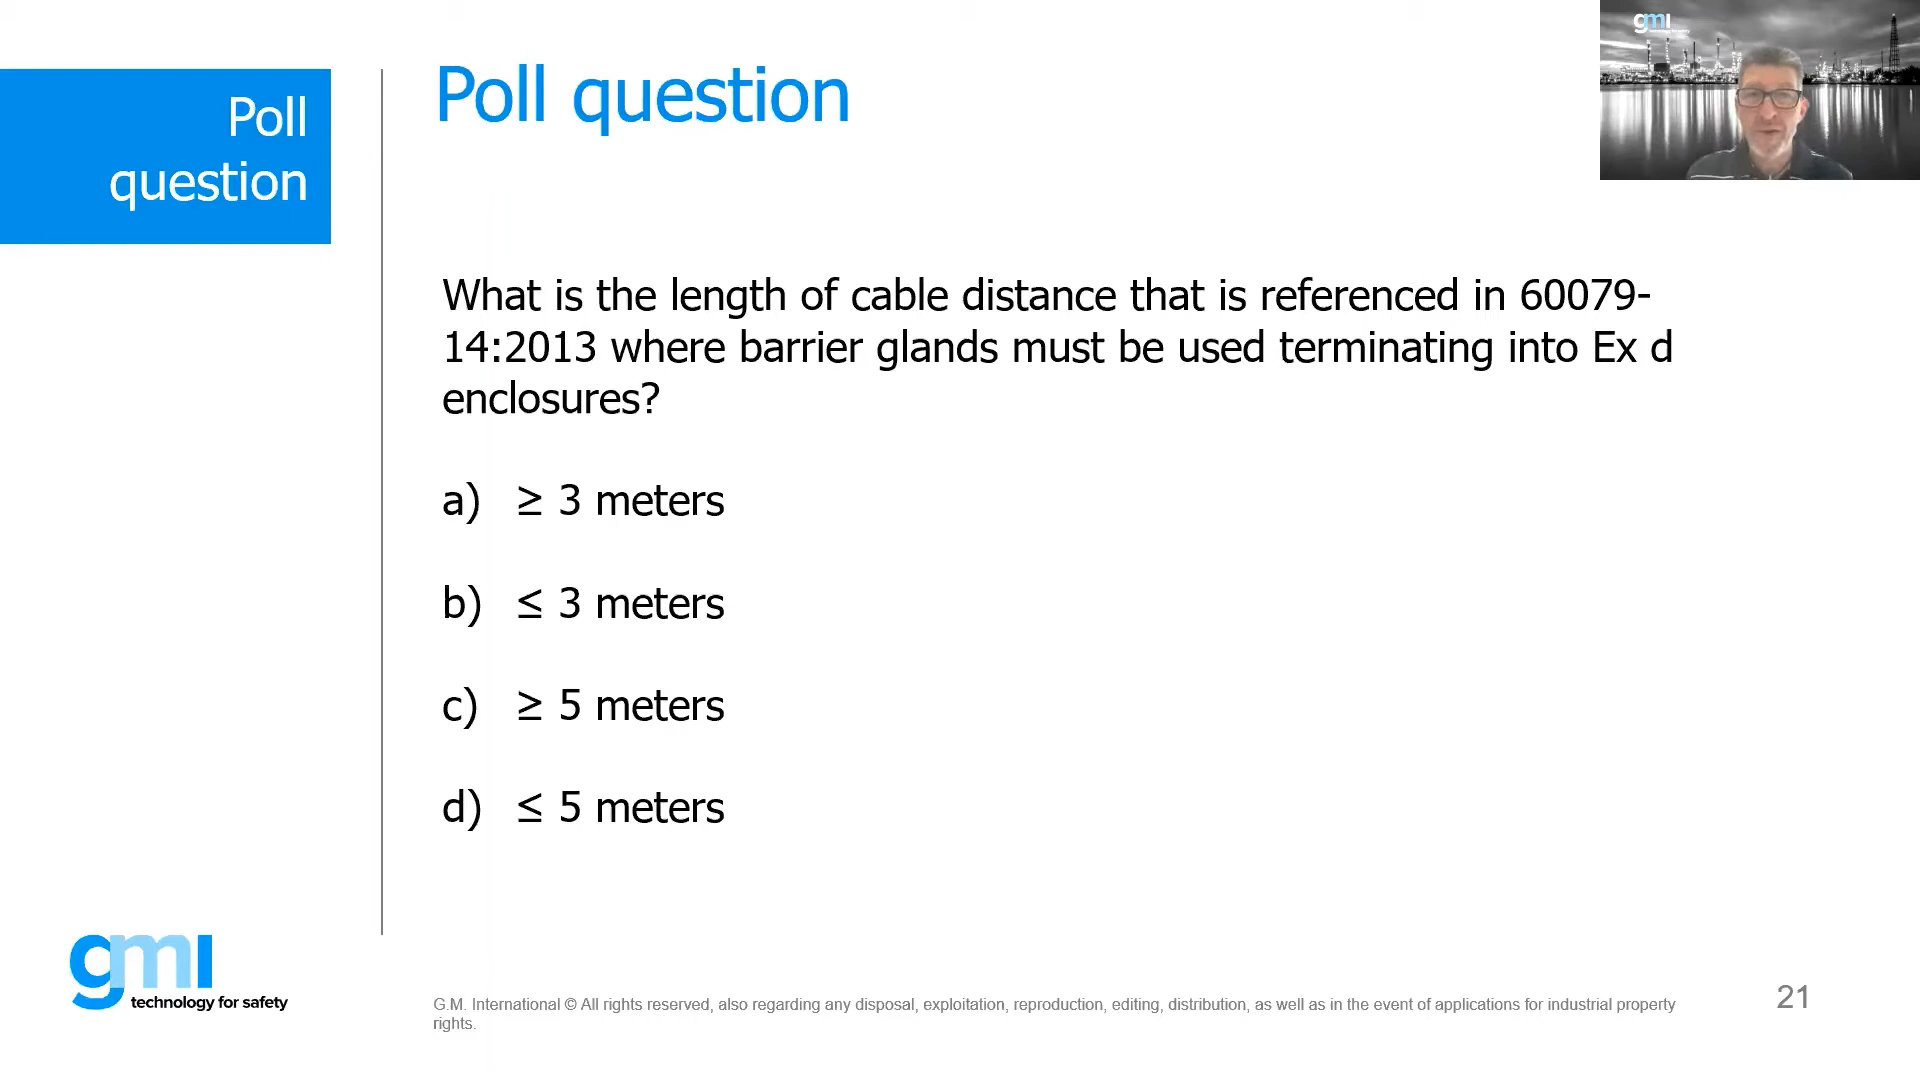 Poll
question
Poll question
gmi
What is the length of cable distance that is referenced in 60079-
14:2013 where barrier glands must be used terminating into Ex d
enclosures?
a) ≥ 3 meters
b) ≤ 3 meters
c) ≥ 5 meters
d) ≤ 5 meters
gmi
technology for safety
G.M. International © All rights reserved, also regarding any disposal, exploitation, reproduction, editing, distribution, as well as in the event of applications for industrial property
rights.
21